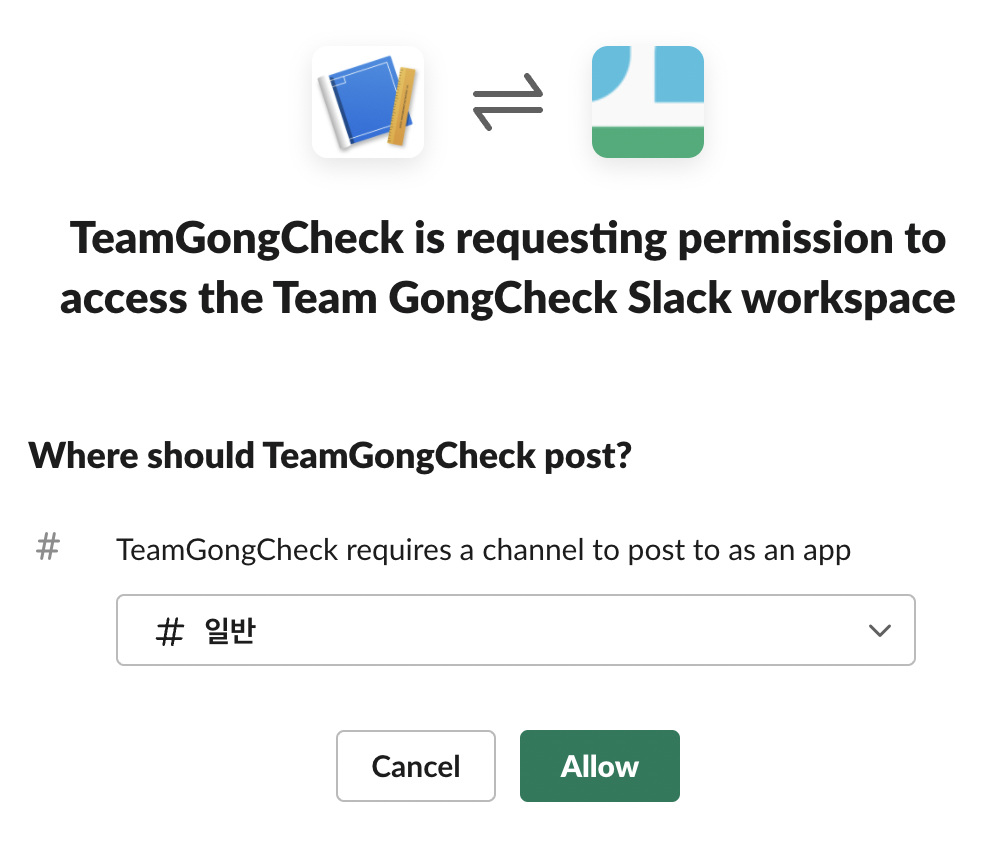 TeamGongCheck is requesting permission to
access the Team GongCheck Slack workspace
Where should TeamGongCheck post?
# TeamGongCheck requires a channel to post to as an app
# 일반
Cancel Allow